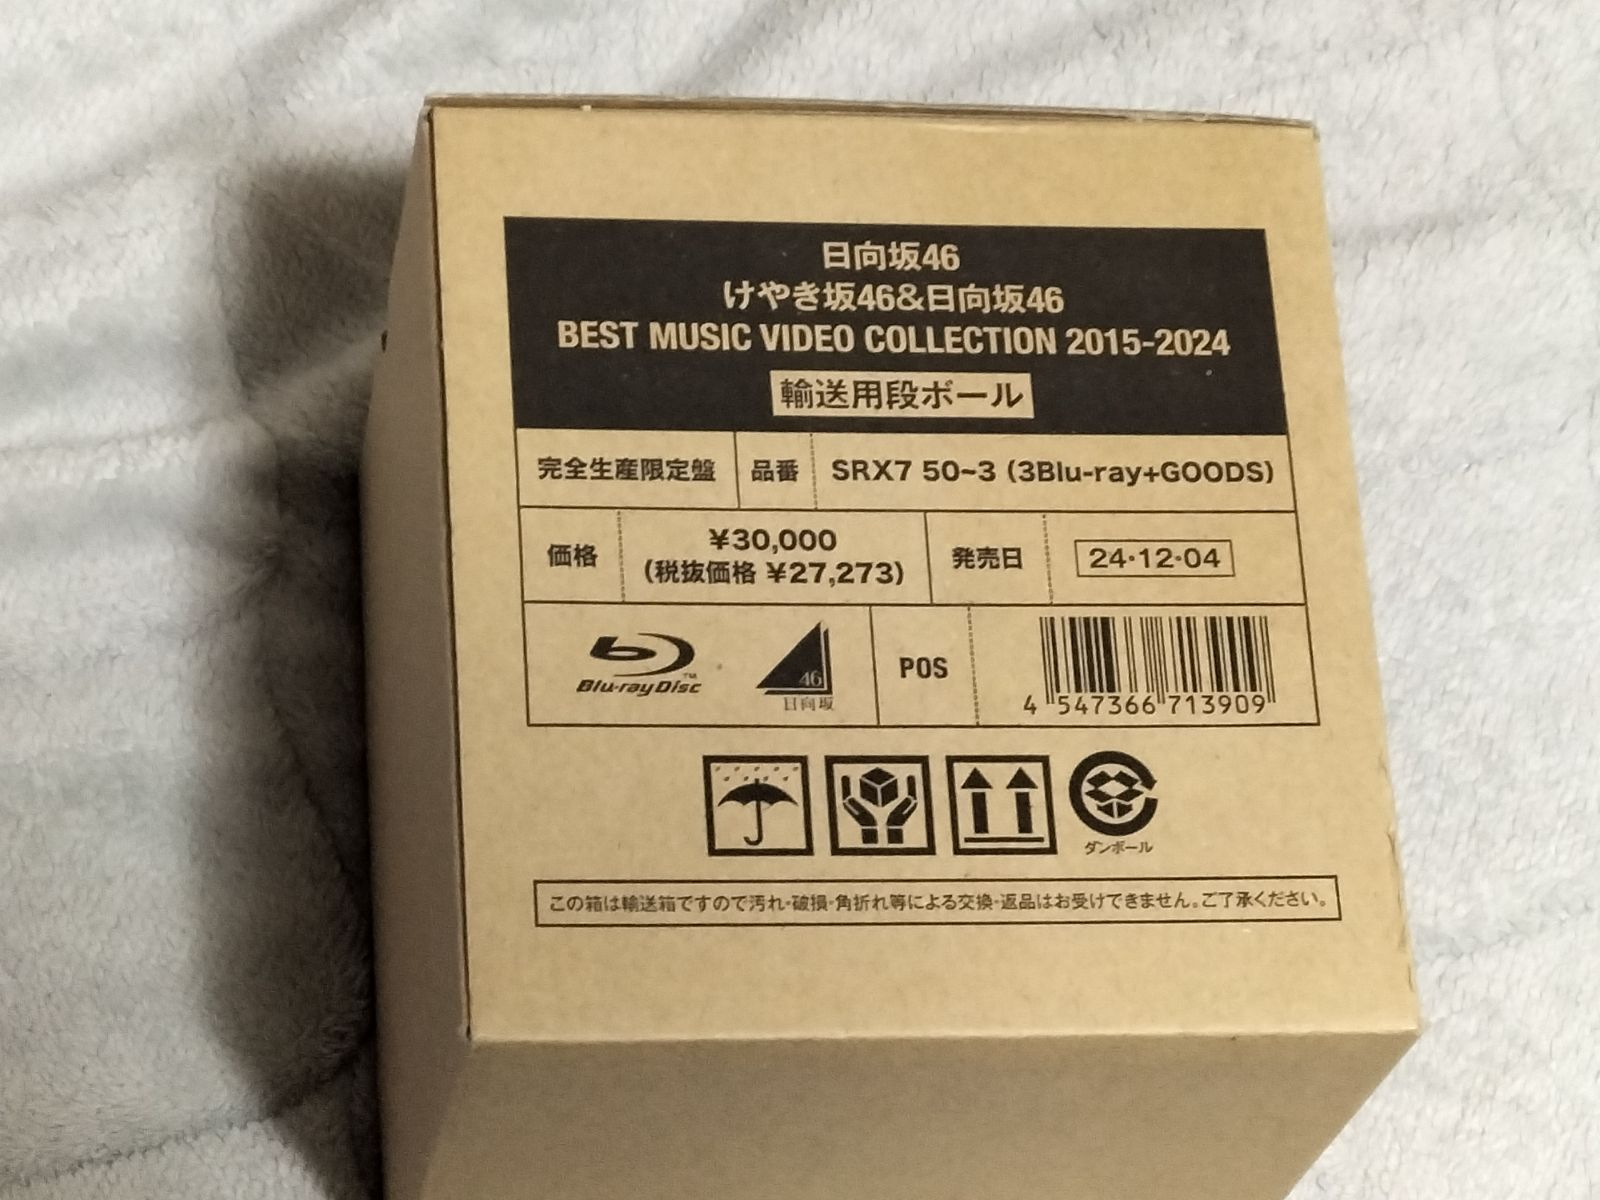 日向坂46
けやき坂46&日向坂46
BEST MUSIC VIDEO COLLECTION 2015-2024
輸送用段ボール
完全生産限定盤 品番 SRX7 50~3 (3Blu-ray+GOODS)
価格 ¥30,000 (税抜価格 ¥27,273) 発売日 24・12・04
Blu-ray Disc™
46
日向坂
POS
4 547366 713909
ダンボール
この箱は輸送箱ですので汚れ・破損・角折れ等による交換・返品はお受けできません。ご了承ください。